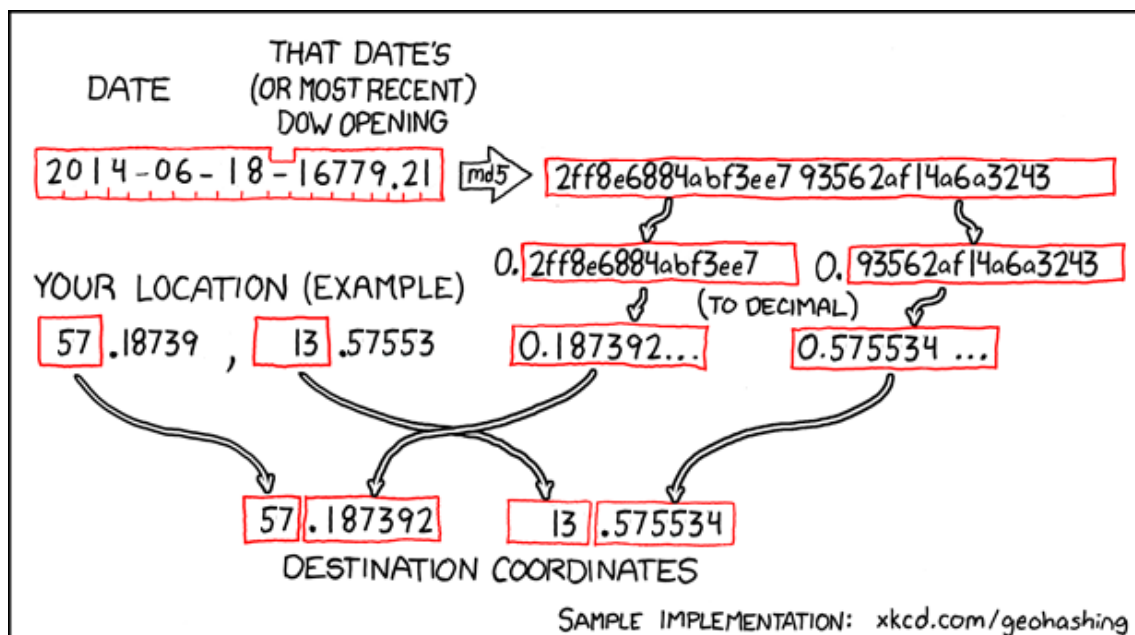 DATE
THAT DATE'S
(OR MOST RECENT)
DOW OPENING
2014-06-18-16779.21
md5
2ff8e6884abf3ee793562af14a6a3243
0.2ff8e6884abf3ee7
0.93562af14a6a3243
YOUR LOCATION (EXAMPLE)
(TO DECIMAL)
57.18739, 13.57553
0.187392...
0.575534...
57.187392
13.575534
DESTINATION COORDINATES
SAMPLE IMPLEMENTATION: xkcd.com/geohashing